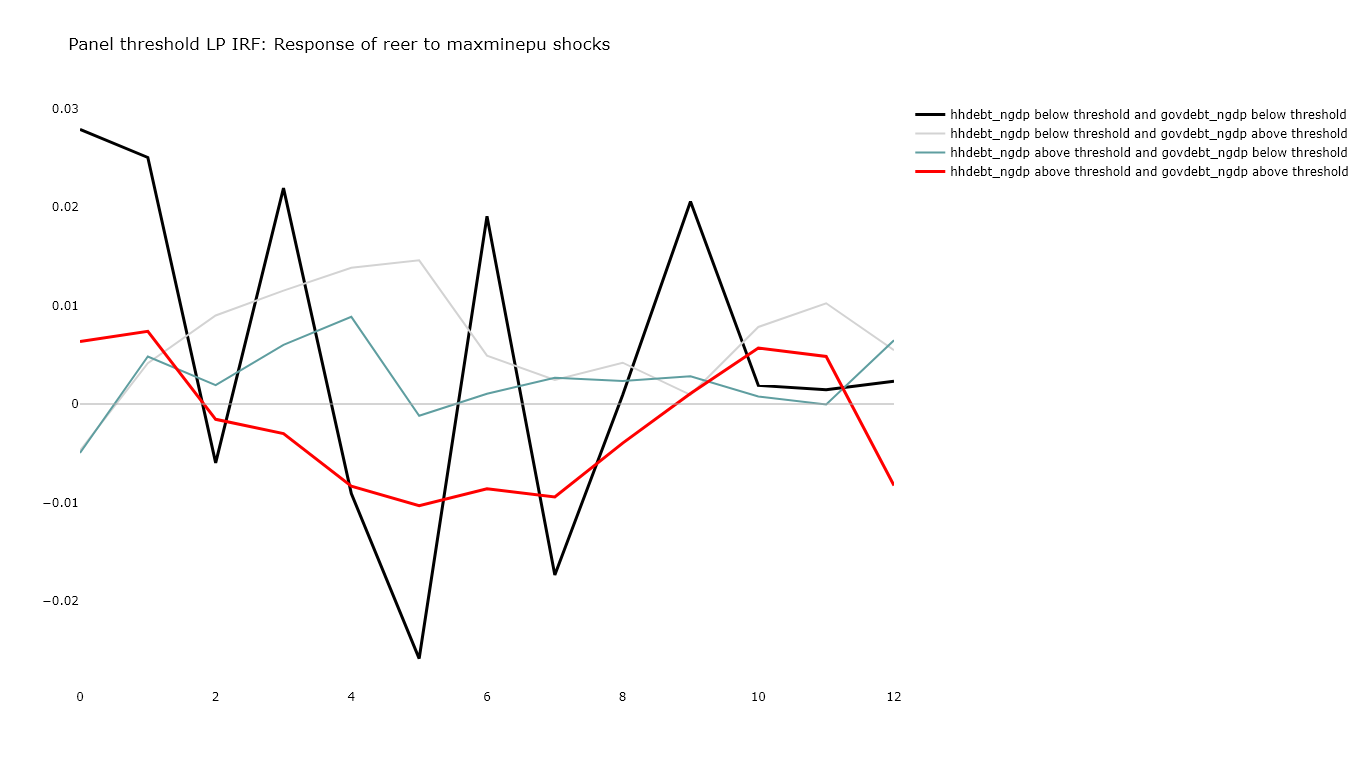 Panel threshold LP IRF: Response of reer to maxminepu shocks
0.03
0.02
0.01
0
−0.01
−0.02
0 2 4 6 8 10 12
hhdebt_ngdp below threshold and govdebt_ngdp below threshold
hhdebt_ngdp below threshold and govdebt_ngdp above threshold
hhdebt_ngdp above threshold and govdebt_ngdp below threshold
hhdebt_ngdp above threshold and govdebt_ngdp above threshold